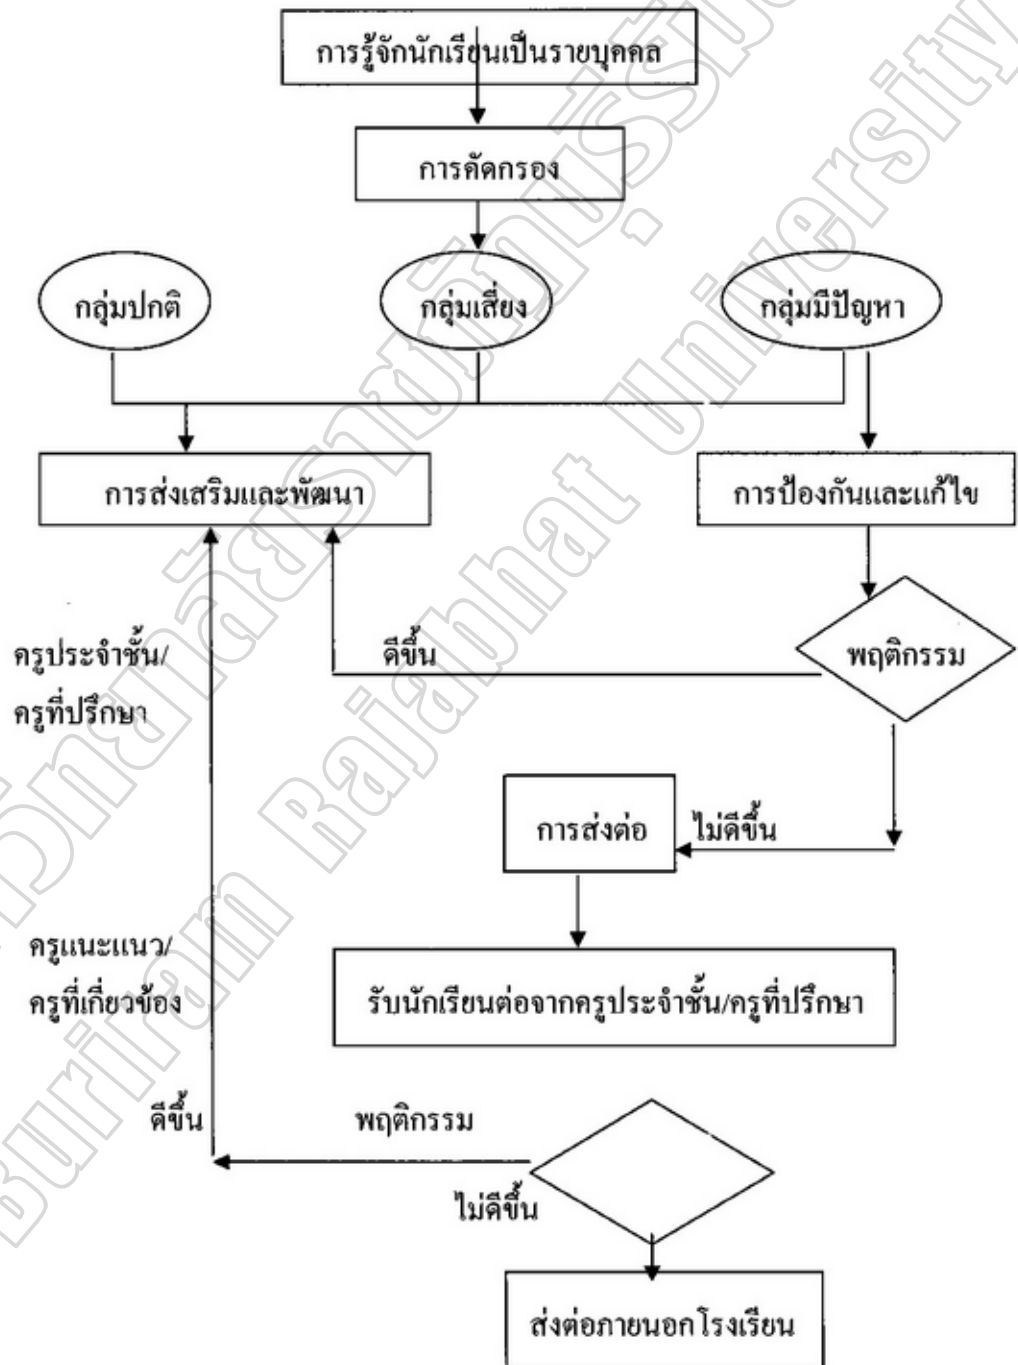 การรู้จักนักเรียนเป็นรายบุคคล
การคัดกรอง
กลุ่มปกติ
กลุ่มเสี่ยง
กลุ่มมีปัญหา
การส่งเสริมและพัฒนา
การป้องกันและแก้ไข
ครูประจำชั้น/
ครูที่ปรึกษา
ดีขึ้น
พฤติกรรม
การส่งต่อ
ไม่ดีขึ้น
ครูแนะแนว/
ครูที่เกี่ยวข้อง
รับนักเรียนต่อจากครูประจำชั้น/ครูที่ปรึกษา
ดีขึ้น
พฤติกรรม
ไม่ดีขึ้น
ส่งต่อภายนอกโรงเรียน
Buriram Rajabhat University